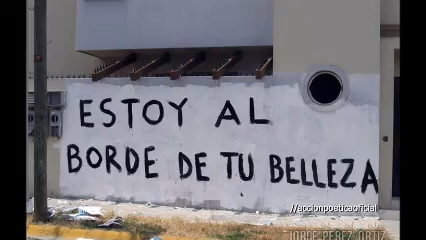 ESTOY AL
BORDE DE TU BELLEZA
//accionpoeticaoficial
JORGE PEREZ ORTIZ